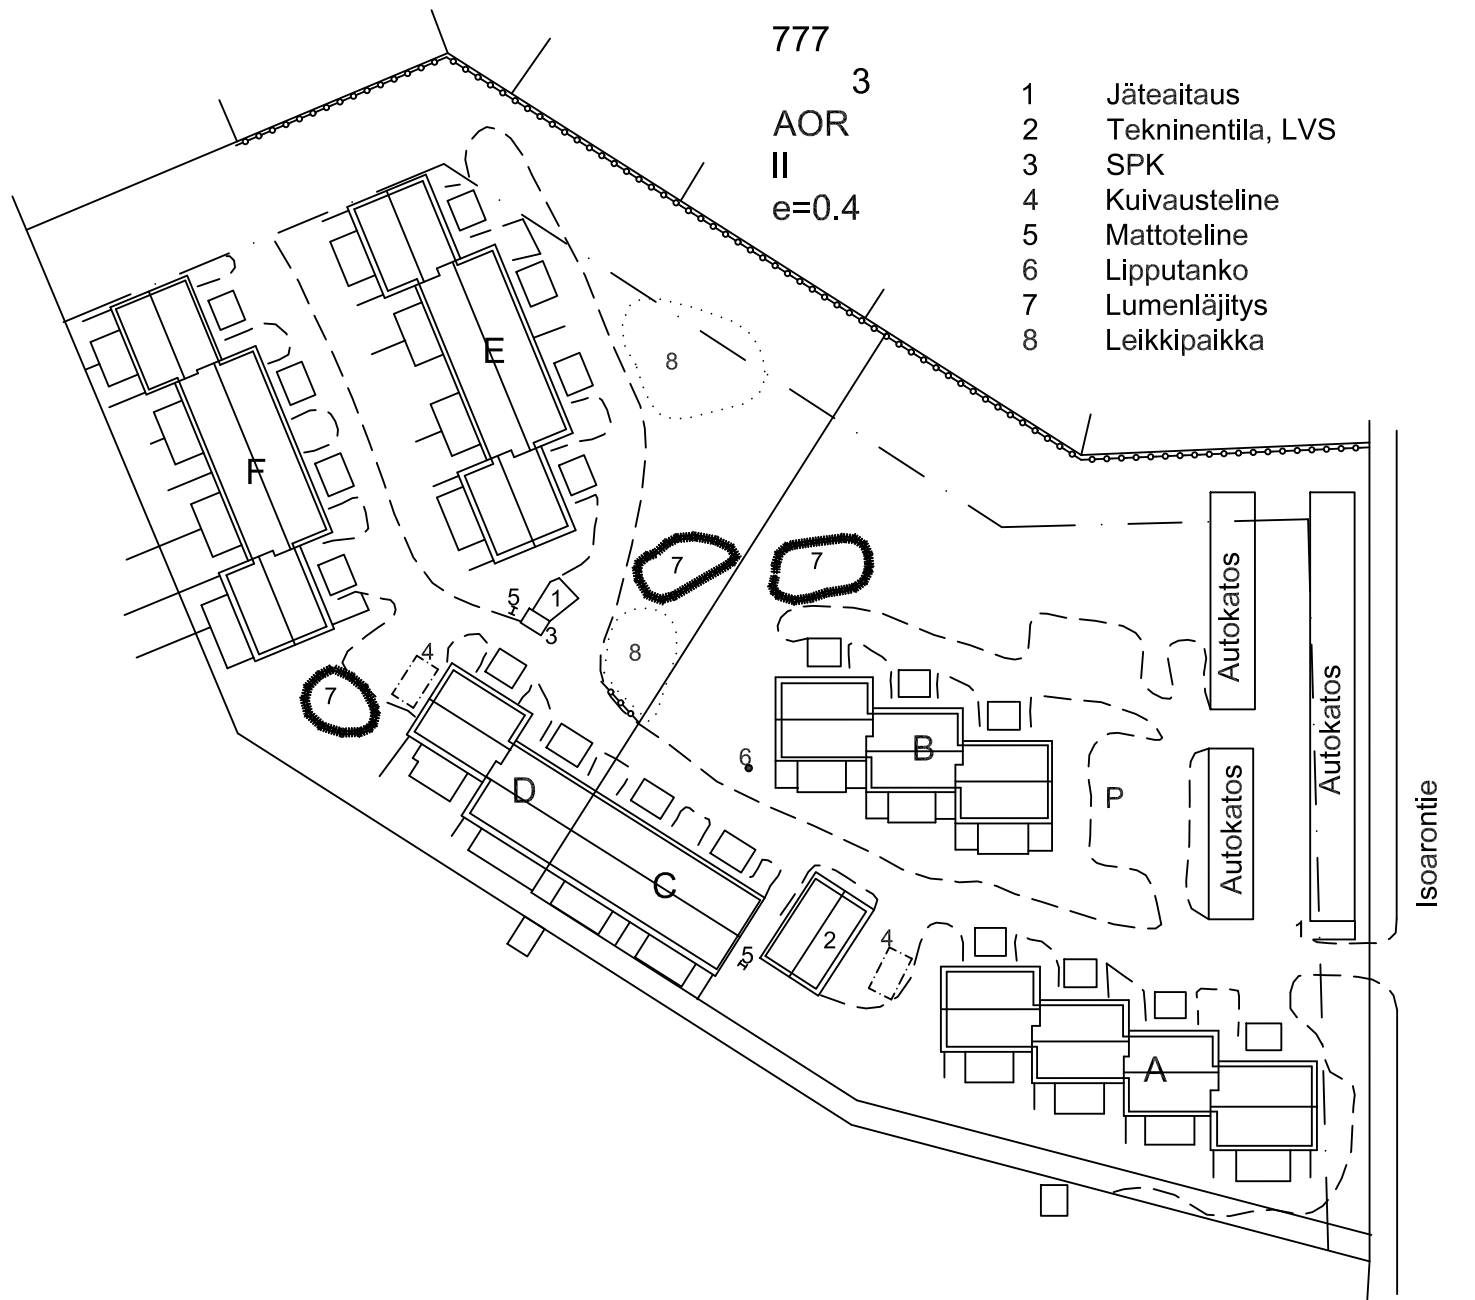 777
3
AOR
II
e=0.4
1 Jäteaitaus
2 Tekninentila, LVS
3 SPK
4 Kuivausteline
5 Mattoteline
6 Lipputanko
7 Lumenläjitys
8 Leikkipaikka
E
8
F
7
7
5
1
3
8
4
7
Autokatos
Autokatos
B
6
D
P
Autokatos
Isoarontie
C
2
4
5
1
A